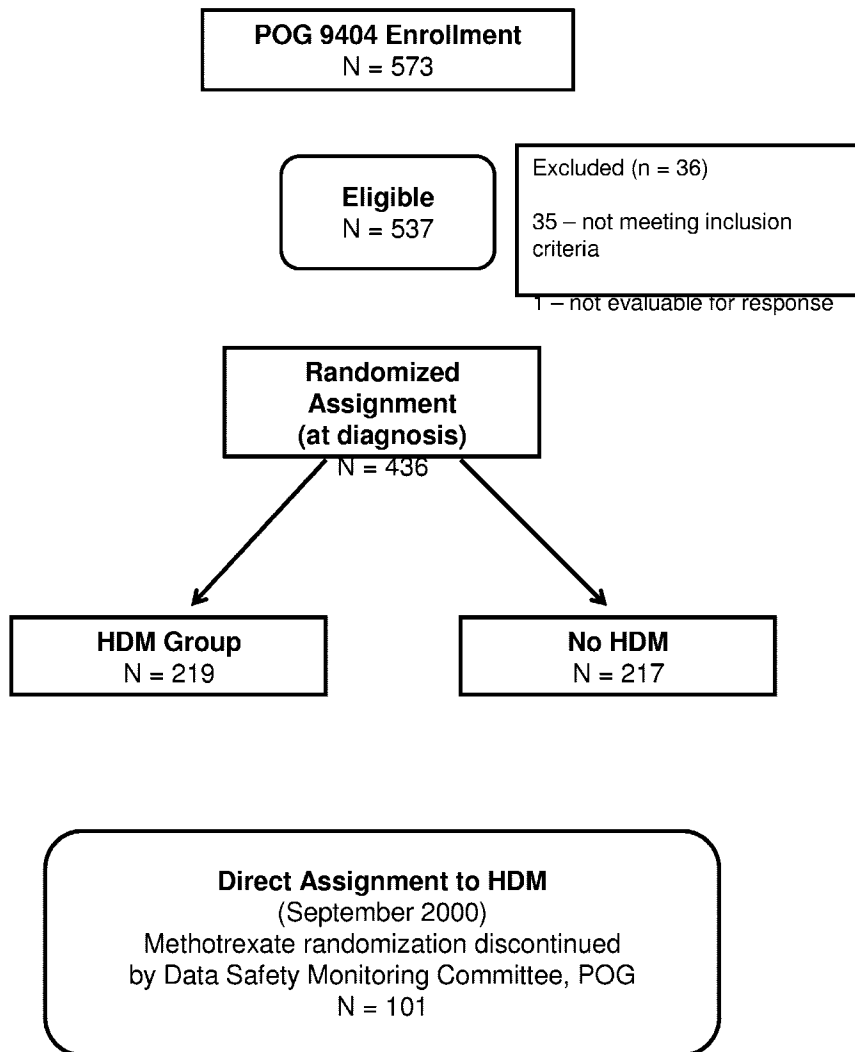 POG 9404 Enrollment
N = 573
Eligible
N = 537
Excluded (n = 36)
35 – not meeting inclusion
criteria
1 – not evaluable for response
Randomized
Assignment
(at diagnosis)
N = 436
HDM Group
N = 219
No HDM
N = 217
Direct Assignment to HDM
(September 2000)
Methotrexate randomization discontinued
by Data Safety Monitoring Committee, POG
N = 101